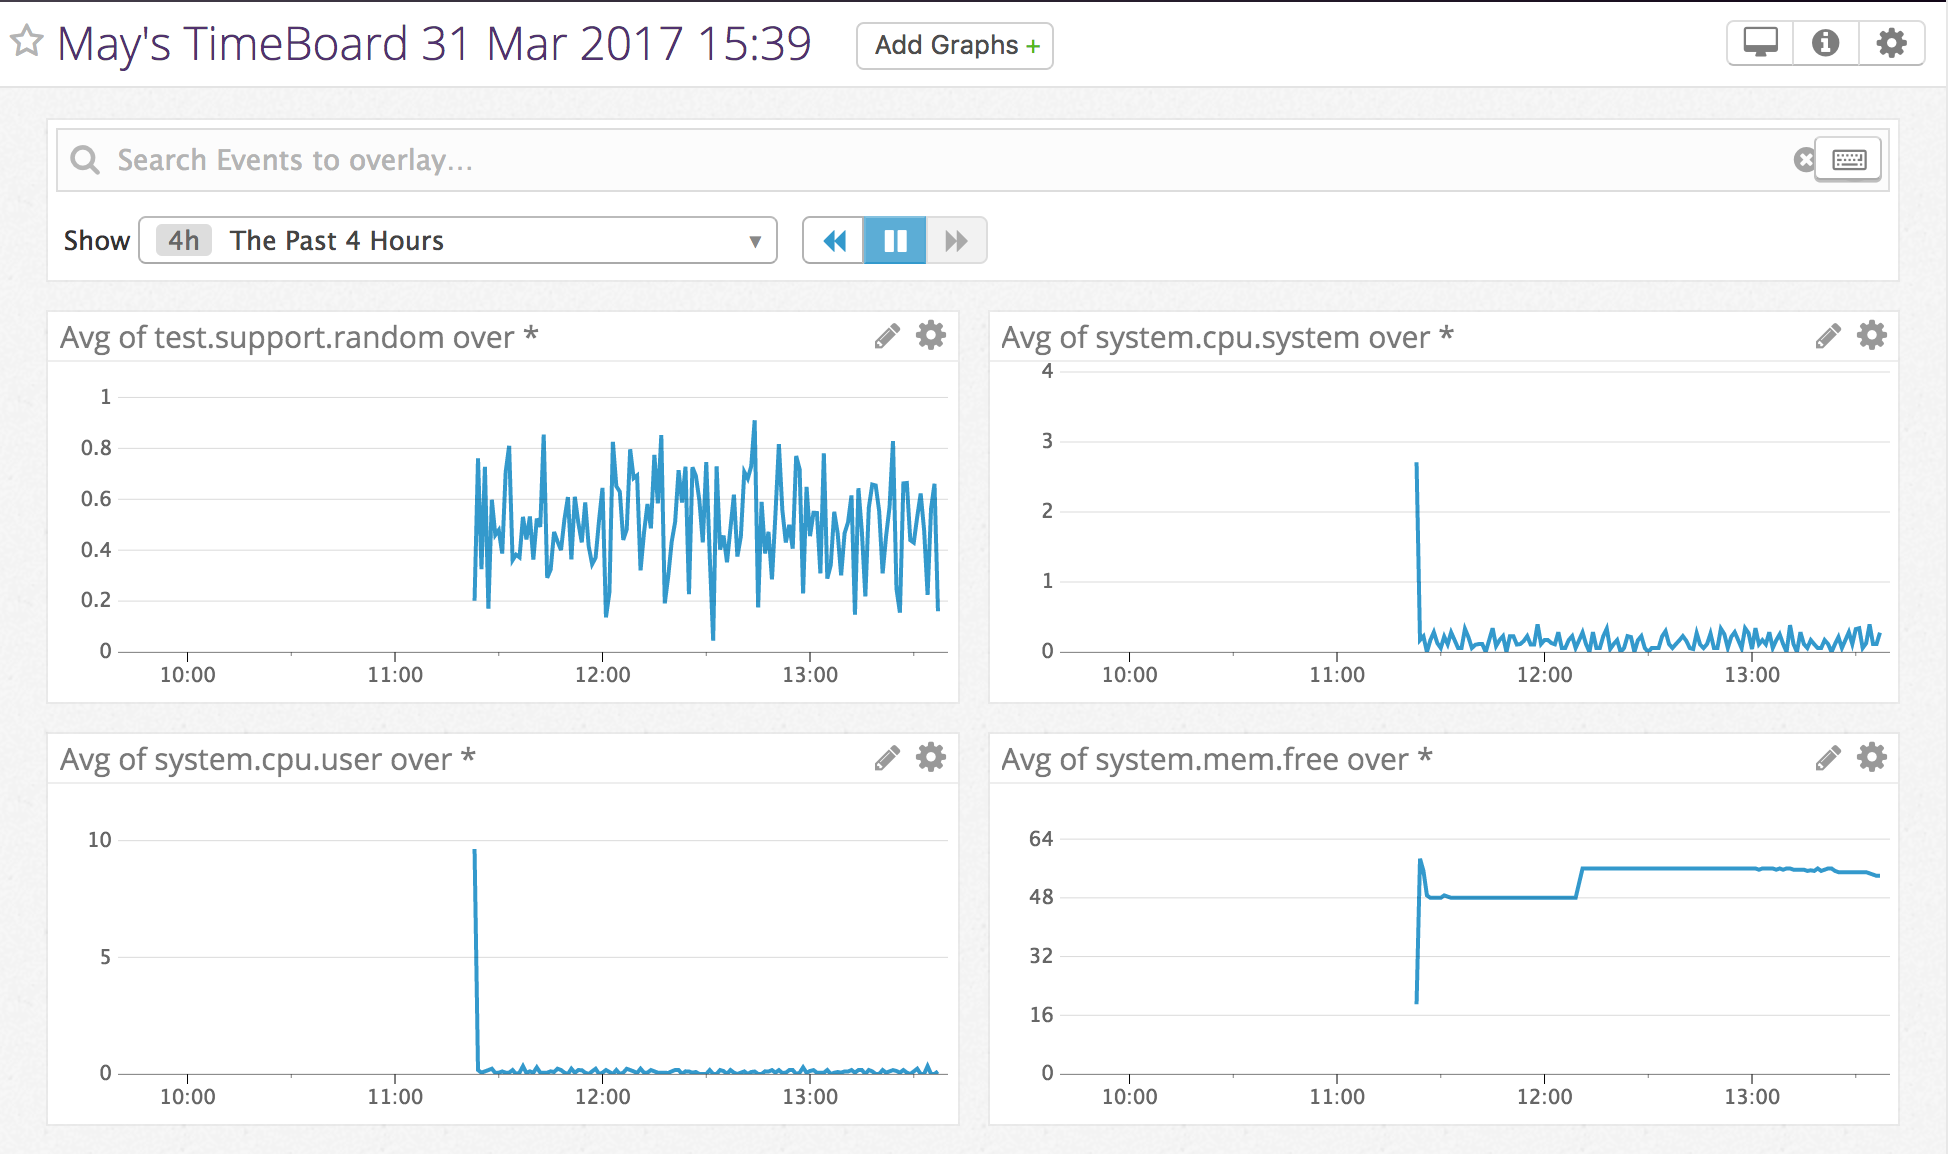 May's TimeBoard 31 Mar 2017 15:39
Add Graphs +
Search Events to overlay...
Show 4h The Past 4 Hours
Avg of test.support.random over *
1
0.8
0.6
0.4
0.2
0
10:00 11:00 12:00 13:00
Avg of system.cpu.system over *
4
3
2
1
0
10:00 11:00 12:00 13:00
Avg of system.cpu.user over *
10
5
0
10:00 11:00 12:00 13:00
Avg of system.mem.free over *
64
48
32
16
0
10:00 11:00 12:00 13:00